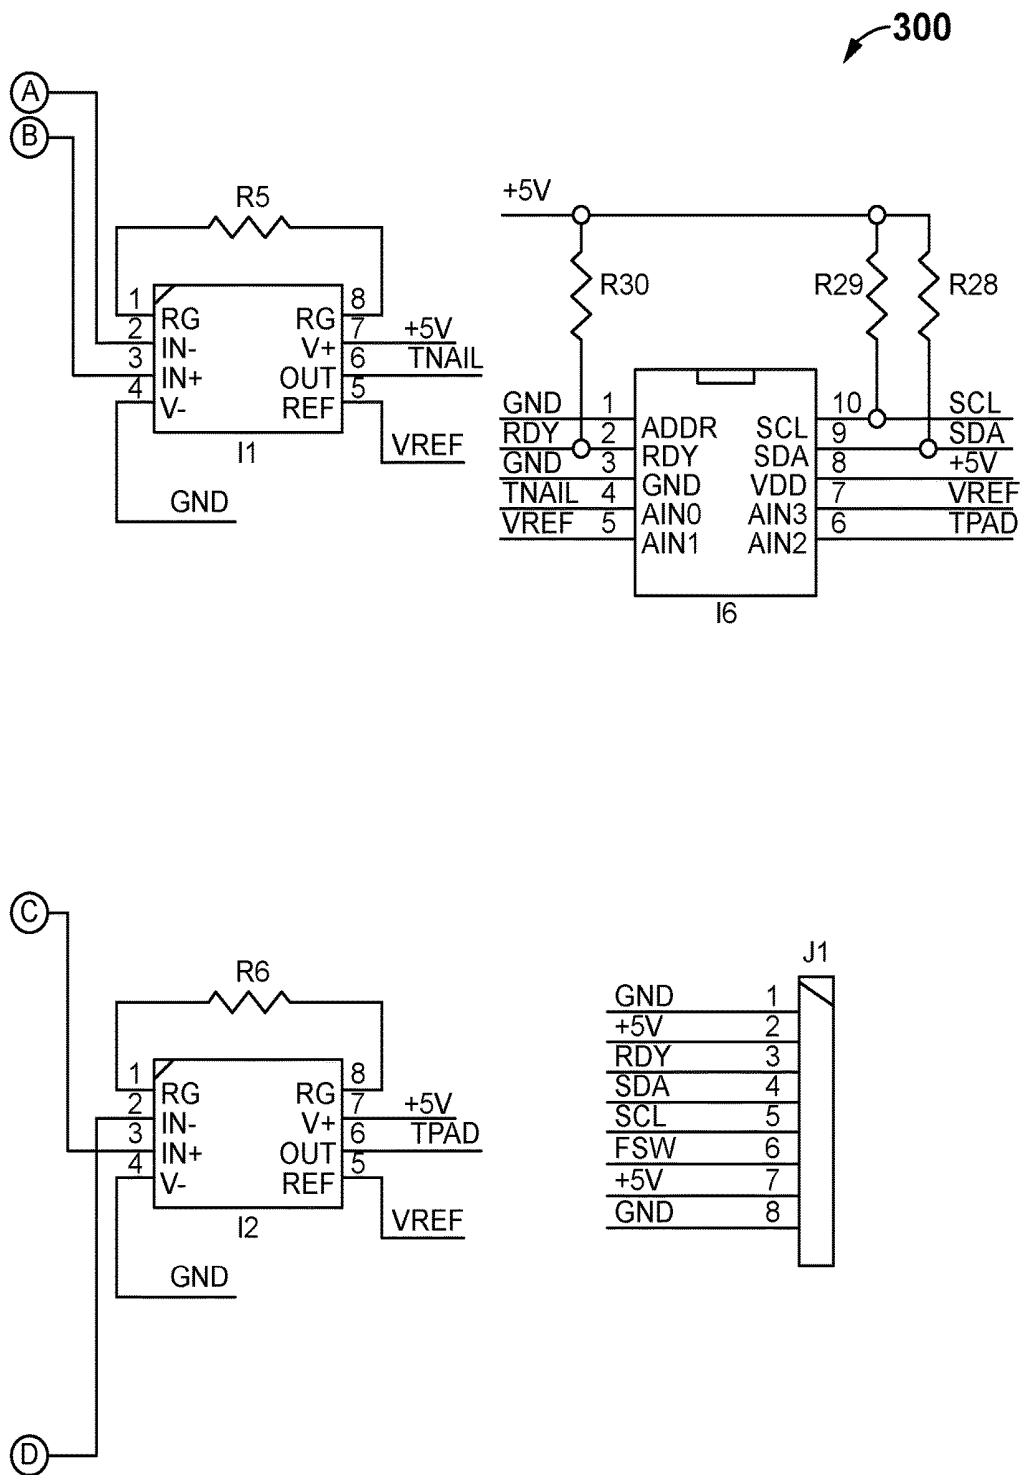 300
A
B
R5
1 RG RG 8
2 IN- V+ 7 +5V
3 IN+ OUT 6 TNAIL
4 V- REF 5
I1
VREF
GND
+5V
R30 R29 R28
GND 1 ADDR SCL 10 SCL
RDY 2 RDY SDA 9 SDA
GND 3 GND VDD 8 +5V
TNAIL 4 AIN0 AIN3 7 VREF
VREF 5 AIN1 AIN2 6 TPAD
I6
C
R6
1 RG RG 8
2 IN- V+ 7 +5V
3 IN+ OUT 6 TPAD
4 V- REF 5
I2
VREF
GND
D
J1
GND 1
+5V 2
RDY 3
SDA 4
SCL 5
FSW 6
+5V 7
GND 8